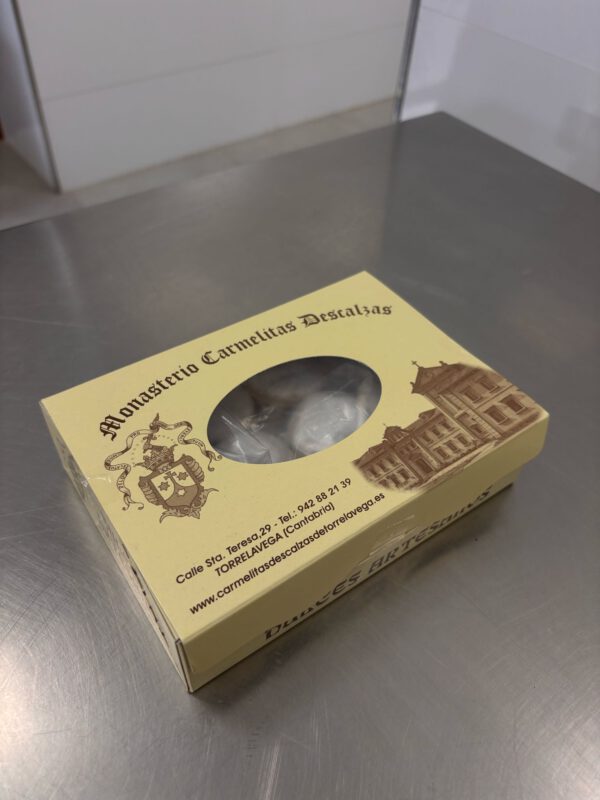 Monasterio Carmelitas Descalzas
Calle Sta. Teresa,29 - Tel.: 942 88 21 39
TORRELAVEGA (Cantabria)
www.carmelitasdescalzasdetorrelavega.es
DULCES ARTESANOS